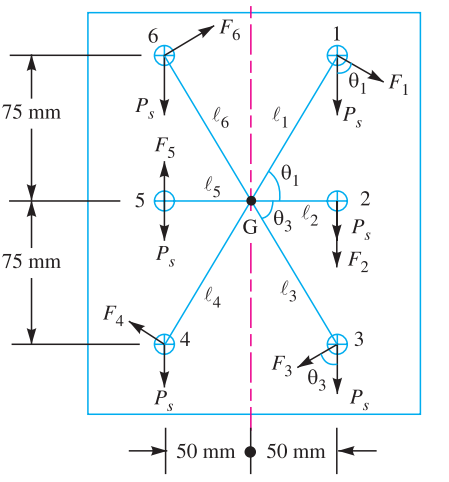 6 F₆ 1
θ₁ F₁
75 mm Pₛ ℓ₆ ℓ₁ Pₛ
F₅
θ₁
5 ℓ₅ 2
G θ₃ ℓ₂
Pₛ Pₛ
75 mm F₂
ℓ₄ ℓ₃
F₄ 4 3
F₃ θ₃
Pₛ Pₛ
50 mm 50 mm